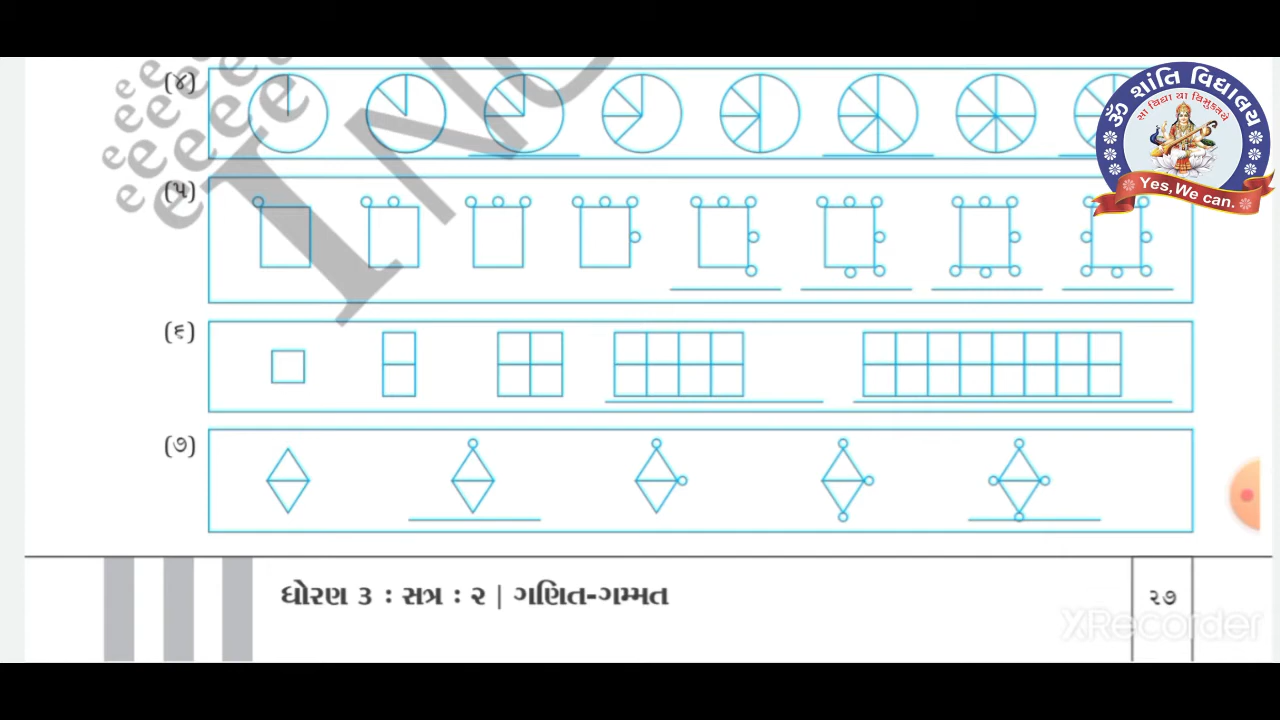 (૪)
ૐ શાંતિ વિદ્યાલય
સા વિદ્યા યા વિમુક્તયે
Yes, We can.
(૫)
(૬)
(૭)
ધોરણ 3 : સત્ર : ૨ | ગણિત-ગમ્મત
૨૭
XRecorder